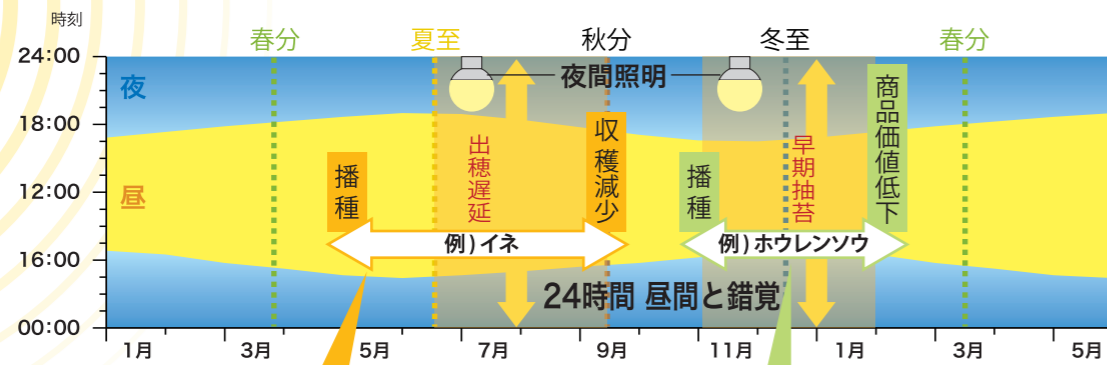 時刻
春分
夏至
秋分
冬至
春分
24:00
18:00
12:00
16:00
00:00
夜
昼
夜間照明
播種
出穂遅延
収穫減少
播種
早期抽苔
商品価値低下
例)イネ
例)ホウレンソウ
24時間 昼間と錯覚
1月
3月
5月
7月
9月
11月
1月
3月
5月